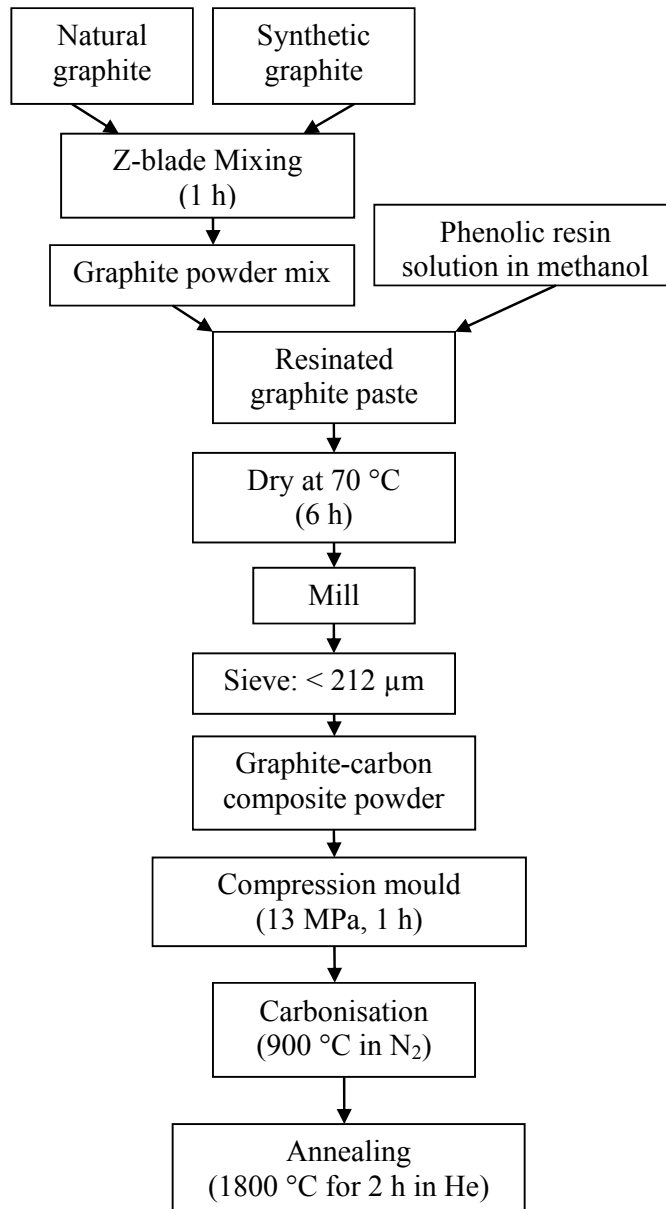 Natural
graphite
Synthetic
graphite
Z-blade Mixing
(1 h)
Graphite powder mix
Phenolic resin
solution in methanol
Resinated
graphite paste
Dry at 70 °C
(6 h)
Mill
Sieve: < 212 µm
Graphite-carbon
composite powder
Compression mould
(13 MPa, 1 h)
Carbonisation
(900 °C in N₂)
Annealing
(1800 °C for 2 h in He)